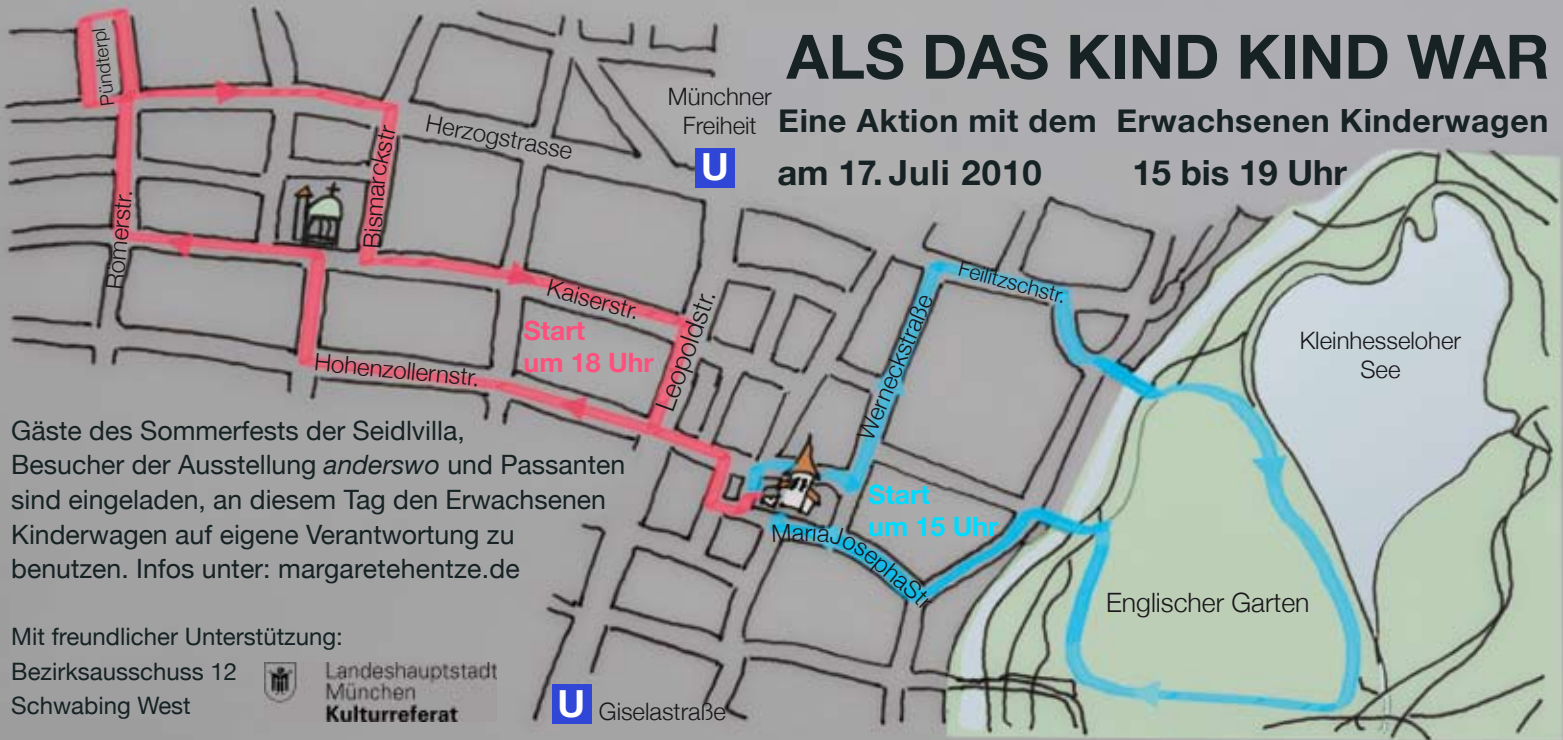 ALS DAS KIND KIND WAR
Eine Aktion mit dem Erwachsenen Kinderwagen
am 17. Juli 2010 15 bis 19 Uhr
Pündterpl
Münchner
Freiheit
U
Herzogstrasse
Bismarckstr
Römerstr.
Kaiserstr.
Start
um 18 Uhr
Leopoldstr.
Hohenzollernstr.
Feilitzschstr.
Werneckstraße
Kleinhesseloher
See
Start
um 15 Uhr
MariaJosephaStr
Englischer Garten
Gäste des Sommerfests der Seidlvilla,
Besucher der Ausstellung anderswo und Passanten
sind eingeladen, an diesem Tag den Erwachsenen
Kinderwagen auf eigene Verantwortung zu
benutzen. Infos unter: margaretehentze.de
Mit freundlicher Unterstützung:
Bezirksausschuss 12
Schwabing West
Landeshauptstadt
München
Kulturreferat
U Giselastraße